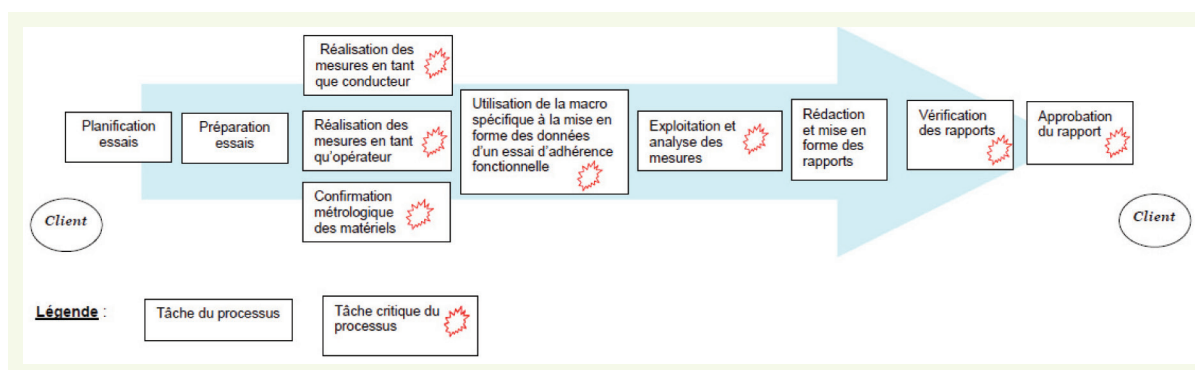 Réalisation des
mesures en tant
que conducteur
Planification
essais
Préparation
essais
Réalisation des
mesures en tant
qu'opérateur
Confirmation
métrologique
des matériels
Utilisation de la macro
spécifique à la mise en
forme des données
d'un essai d'adhérence
fonctionnelle
Exploitation et
analyse des
mesures
Rédaction
et mise en
forme des
rapports
Vérification
des rapports
Approbation
du rapport
Client
Client
Légende :
Tâche du processus
Tâche critique du
processus